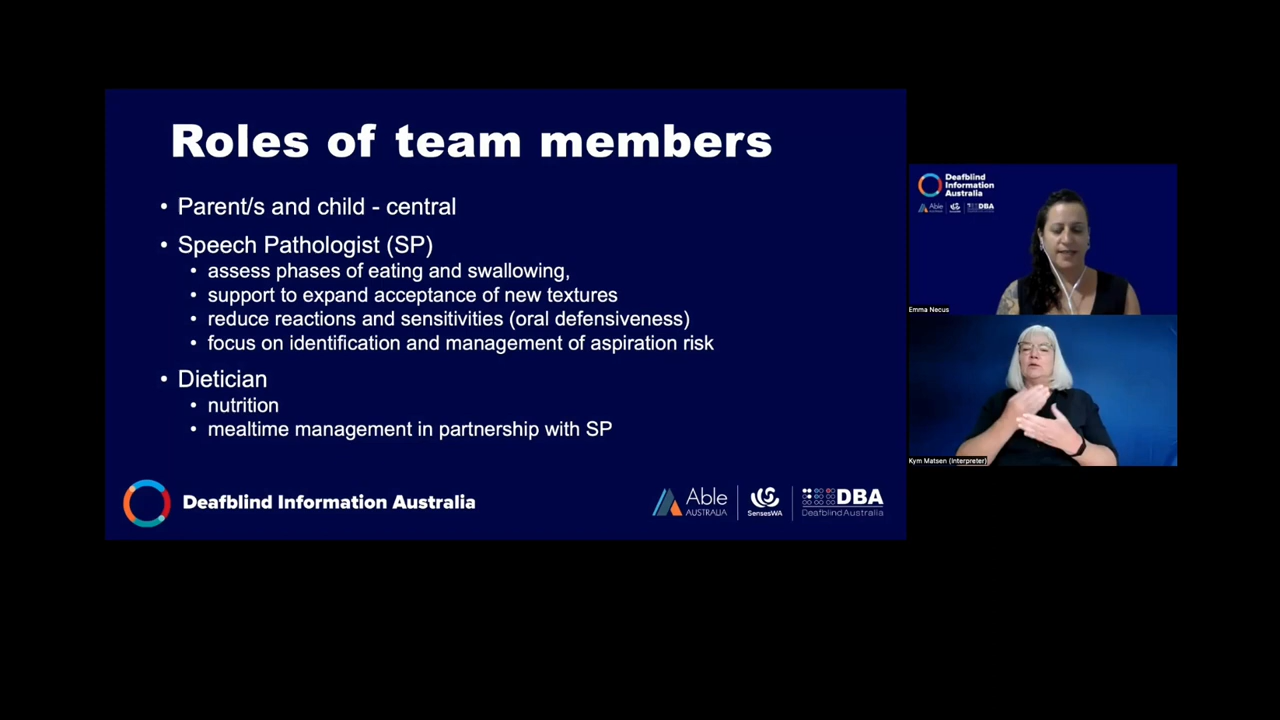 Roles of team members
• Parent/s and child - central
• Speech Pathologist (SP)
• assess phases of eating and swallowing,
• support to expand acceptance of new textures
• reduce reactions and sensitivities (oral defensiveness)
• focus on identification and management of aspiration risk
• Dietician
• nutrition
• mealtime management in partnership with SP
Deafblind Information Australia
Able
AUSTRALIA
SensesWA
DBA
Deafblind Australia
Deafblind
Information
Australia
Able
DBA
Emma Necus
Kym Matsen (Interpreter)